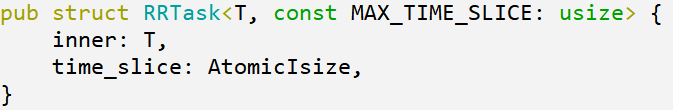 pub struct RRTask<T, const MAX_TIME_SLICE: usize> {
    inner: T,
    time_slice: AtomicIsize,
}